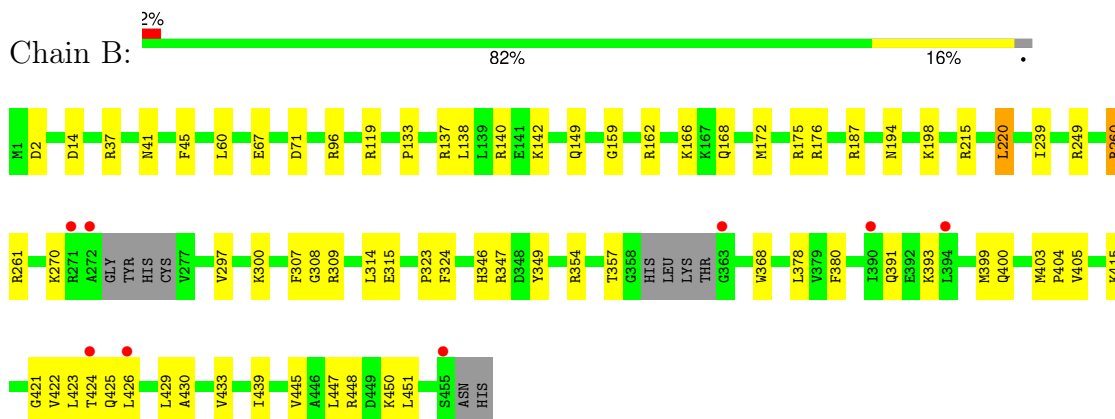 2%
Chain B:
82% 16% •
M1 D2 D14 R37 N41 F45 L60 E67 D71 R96 R119 P133 R137 L138 L139 R140 E141 K142 Q149 G159 R162 K166 K167 Q168 M172 R175 R176 R187 N194 K198 R215 L220 I239 R249
R261 K270 R271 A272 GLY TYR HIS CYS V277 V297 K300 F307 G308 R309 L314 E315 P323 F324 H346 R347 D348 Y349 R354 T357 G358 HIS LEU LYS THR G363 W368 L378 V379 F380 I390 Q391 E392 K393 L394 M399 Q400 M403 P404 V405
G421 V422 L423 T424 Q425 L426 L429 A430 V433 I439 V445 A446 L447 R448 D449 K450 L451 S455 ASN HIS